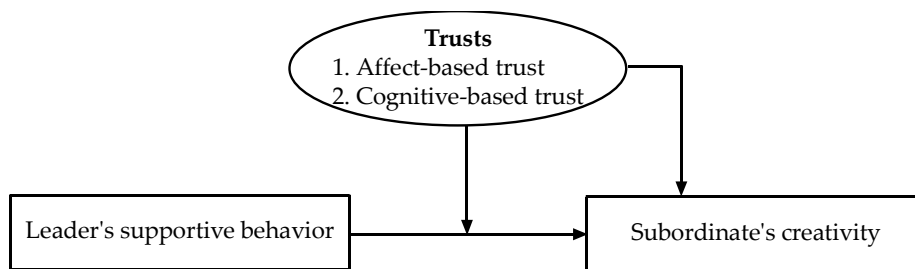 Trusts
1. Affect-based trust
2. Cognitive-based trust
Leader's supportive behavior
Subordinate's creativity